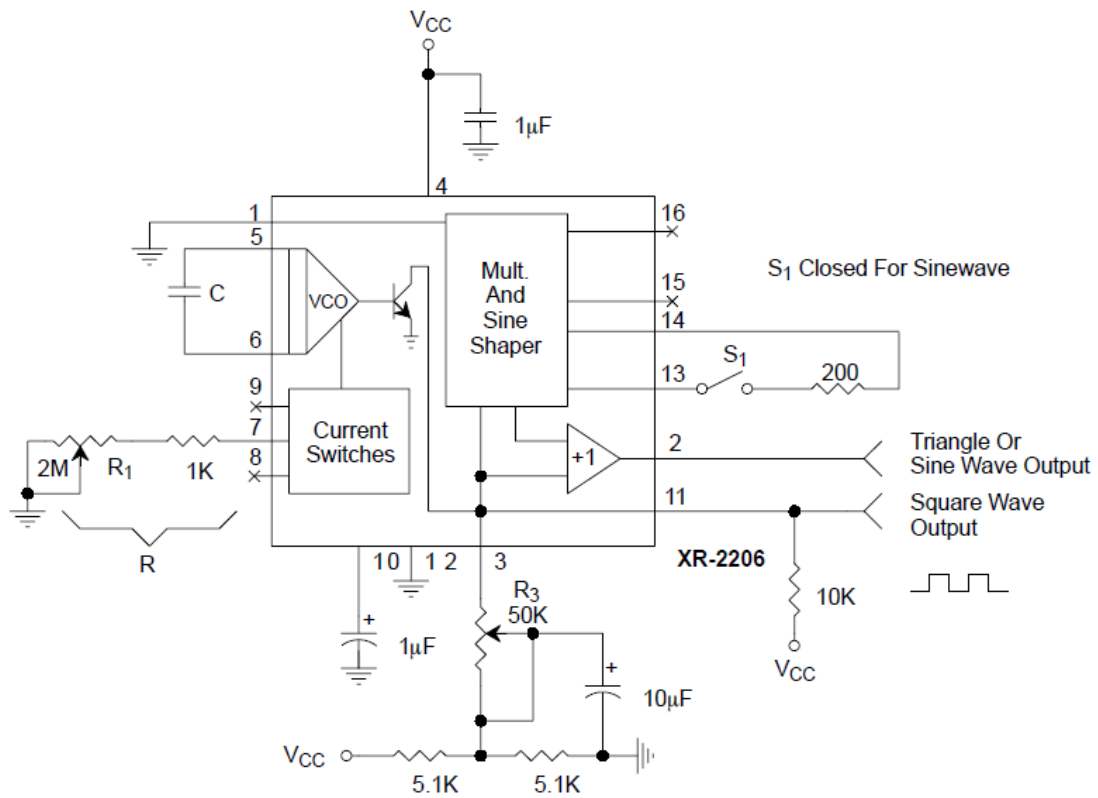 VCC
1μF
4
1
16
5
Mult.
And
Sine
Shaper
S1 Closed For Sinewave
15
C
VCO
14
6
S1
13
200
9
Current
Switches
7
2M
R1
1K
8
+1
2
Triangle Or
Sine Wave Output
11
Square Wave
Output
R
10
1 2
3
XR-2206
R3
50K
10K
1μF
+
+
10μF
VCC
VCC
5.1K
5.1K